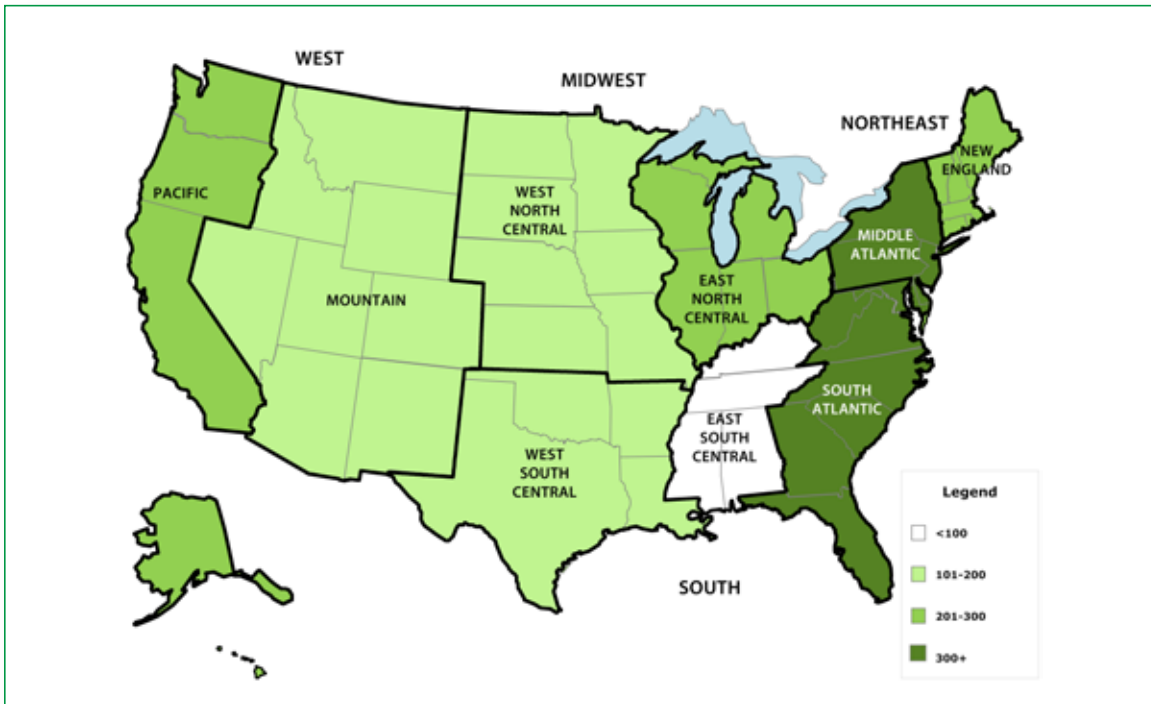 WEST
MIDWEST
NORTHEAST
NEW
ENGLAND
PACIFIC
WEST
NORTH
CENTRAL
MIDDLE
ATLANTIC
MOUNTAIN
EAST
NORTH
CENTRAL
SOUTH
ATLANTIC
EAST
SOUTH
CENTRAL
WEST
SOUTH
CENTRAL
SOUTH
Legend
<100
101-200
201-300
300+